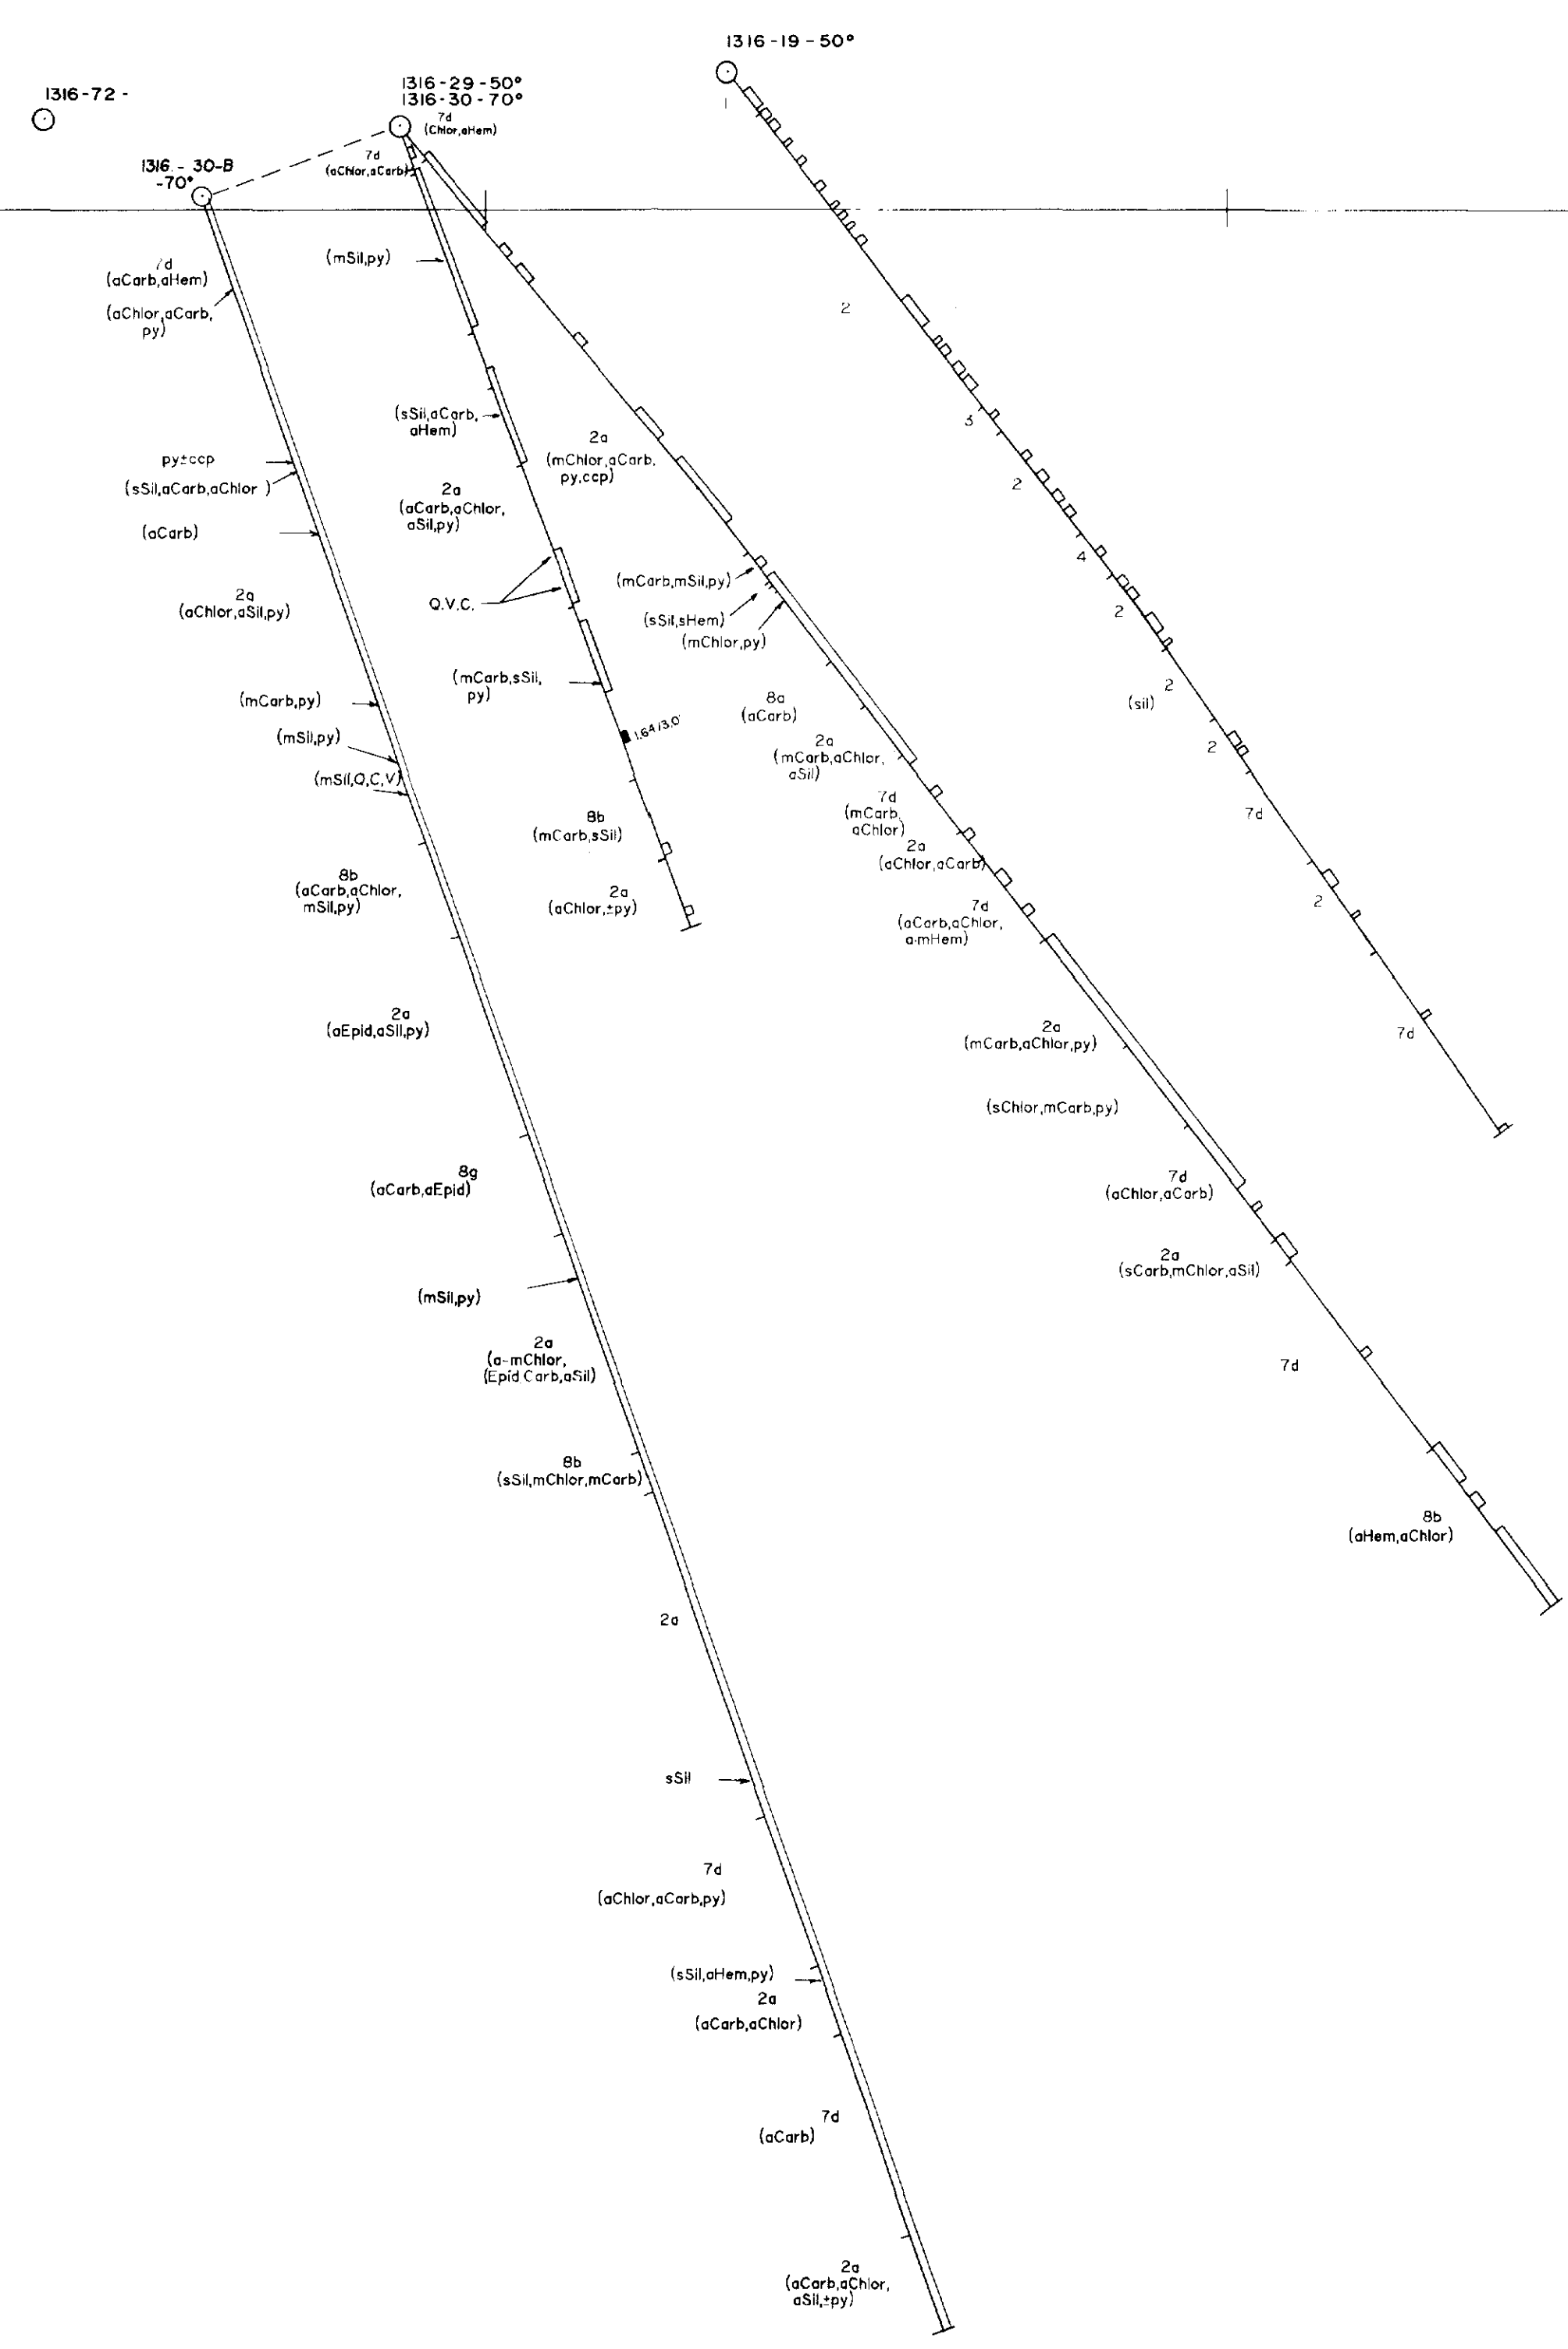 1316-19-50°
1316-72-
1316-29-50°
1316-30-70°
7d
(Chlor,aHem)
1316.-30-B
-70°
7d
(aChlor,aCarb)
1
7d
(aCarb,aHem)
(aChlor,aCarb,
py)
py±ccp
(sSil,aCarb,aChlor)
(aCarb)
2a
(aChlor,aSil,py)
(mCarb,py)
(mSil,py)
(mSil,Q,C,V)
8b
(aCarb,aChlor,
mSil,py)
2a
(aEpid,aSil,py)
8g
(aCarb,aEpid)
(mSil,py)
2a
(a-mChlor,
(Epid,Carb,aSil)
8b
(sSil,mChlor,mCarb)
2a
sSil
7d
(aChlor,aCarb,py)
(sSil,aHem,py)
2a
(aCarb,aChlor)
7d
(aCarb)
2a
(aCarb,aChlor,
aSil,±py)
(mSil,py)
(sSil,aCarb,
aHem)
2a
(aCarb,aChlor,
aSil,py)
Q.V.C.
(mCarb,sSil,
py)
1.64/3.0'
8b
(mCarb,sSil)
2a
(aChlor,±py)
2a
(mChlor,aCarb,
py,ccp)
(mCarb,mSil,py)
(sSil,sHem)
(mChlor,py)
8a
(aCarb)
2a
(mCarb,aChlor,
aSil)
7d
(mCarb,
aChlor)
2a
(aChlor,aCarb)
7d
(aCarb,aChlor,
a-mHem)
2a
(mCarb,aChlor,py)
(sChlor,mCarb,py)
7d
(aChlor,aCarb)
2a
(sCarb,mChlor,aSil)
7d
8b
(aHem,aChlor)
2
3
2
4
2
2
(sil)
2
7d
2
7d